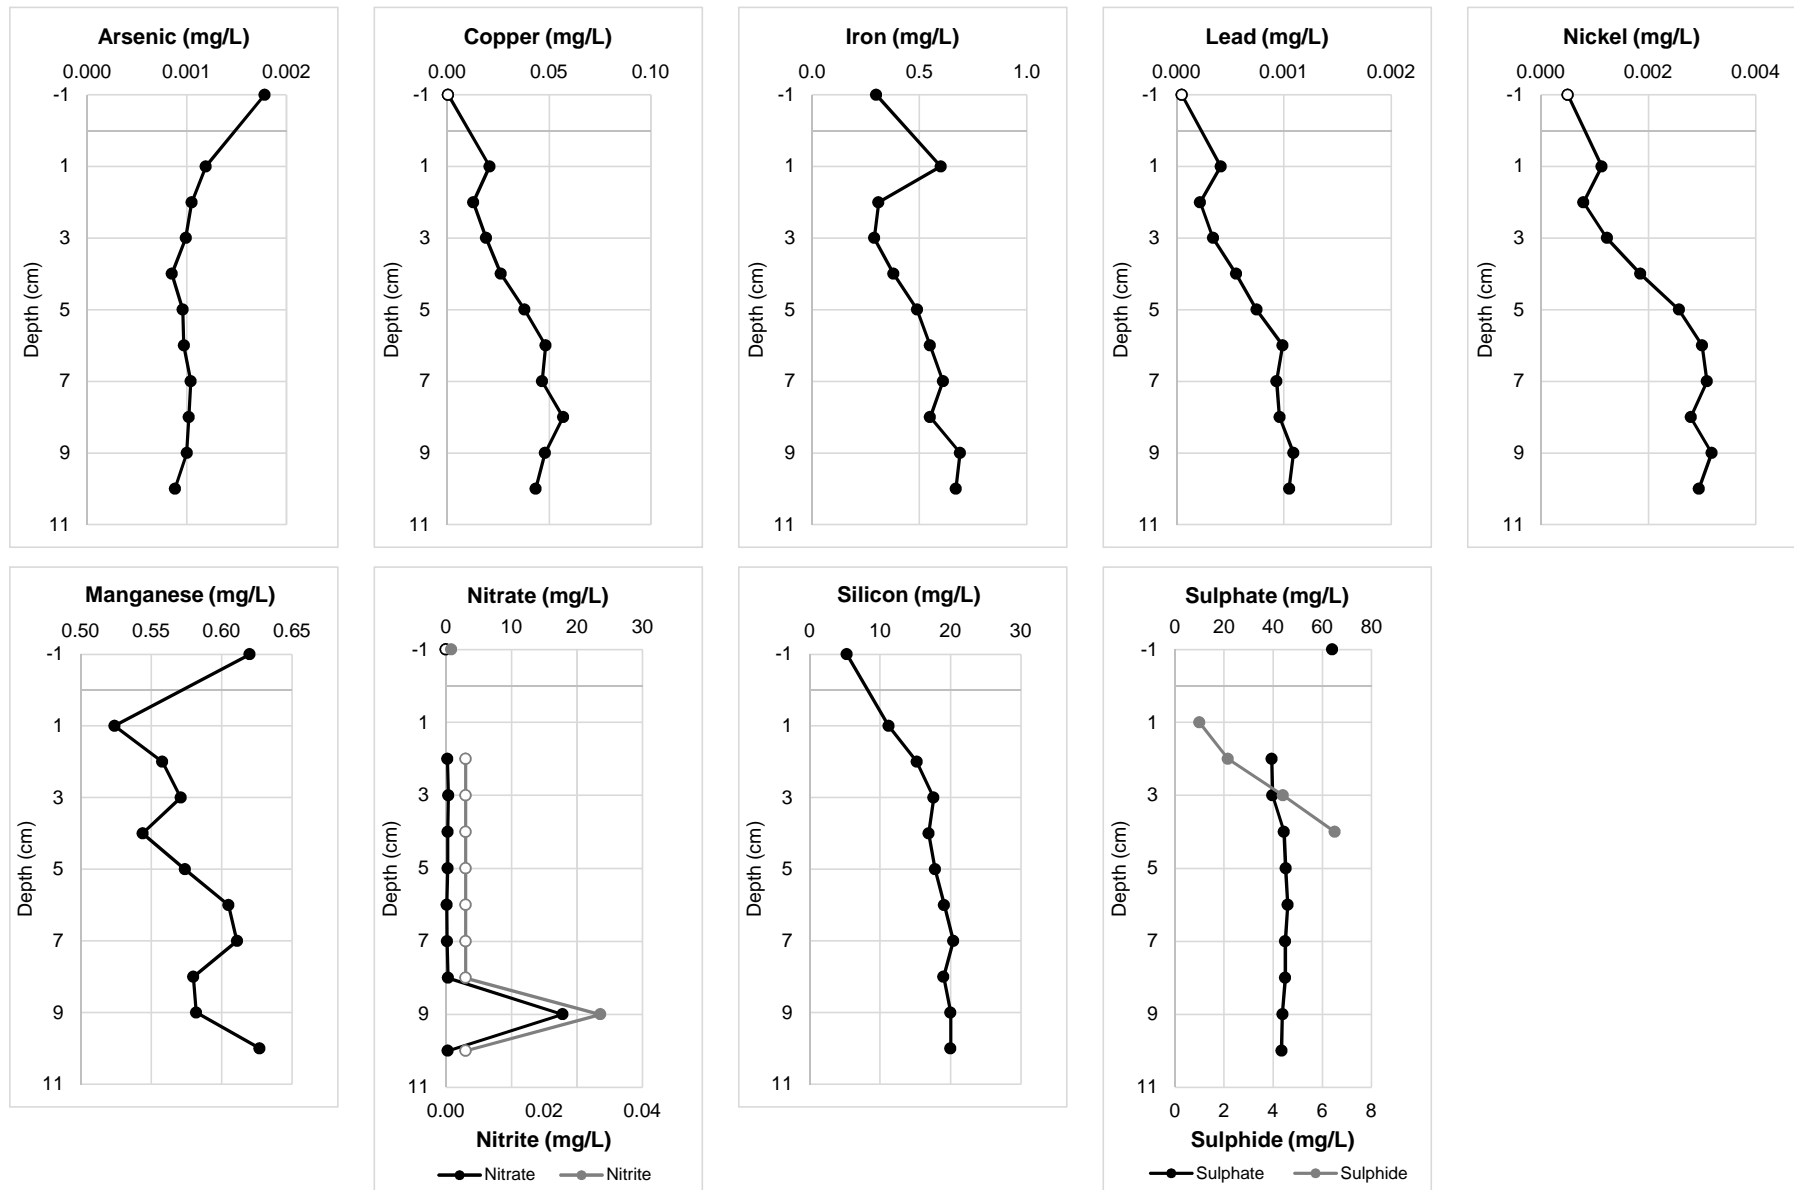 Arsenic (mg/L)
0.000 0.001 0.002
-1
1
3
5
7
9
11
Depth (cm)
Copper (mg/L)
0.00 0.05 0.10
-1
1
3
5
7
9
11
Depth (cm)
Iron (mg/L)
0.0 0.5 1.0
-1
1
3
5
7
9
11
Depth (cm)
Lead (mg/L)
0.000 0.001 0.002
-1
1
3
5
7
9
11
Depth (cm)
Nickel (mg/L)
0.000 0.002 0.004
-1
1
3
5
7
9
11
Depth (cm)
Manganese (mg/L)
0.50 0.55 0.60 0.65
-1
1
3
5
7
9
11
Depth (cm)
Nitrate (mg/L)
0 10 20 30
-1
1
3
5
7
9
11
Depth (cm)
0.00 0.02 0.04
Nitrite (mg/L)
Nitrate Nitrite
Silicon (mg/L)
0 10 20 30
-1
1
3
5
7
9
11
Depth (cm)
Sulphate (mg/L)
0 20 40 60 80
-1
1
3
5
7
9
11
Depth (cm)
0 2 4 6 8
Sulphide (mg/L)
Sulphate Sulphide